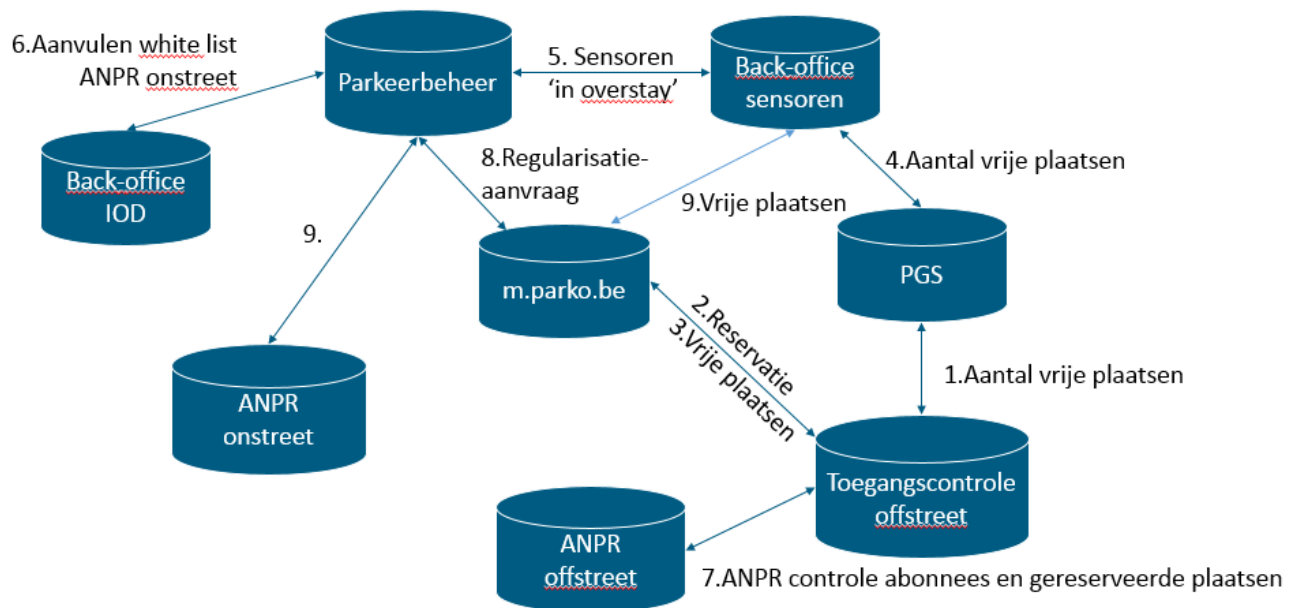 6.Aanvulen white list
ANPR onstreet
Parkeerbeheer
5. Sensoren
'in overstay'
Back-office
sensoren
Back-office
IOD
8.Regularisatie-
aanvraag
4.Aantal vrije plaatsen
9.Vrije plaatsen
9.
m.parko.be
PGS
2.Reservatie
3.Vrije plaatsen
1.Aantal vrije plaatsen
ANPR
onstreet
Toegangscontrole
offstreet
ANPR
offstreet
7.ANPR controle abonnees en gereserveerde plaatsen